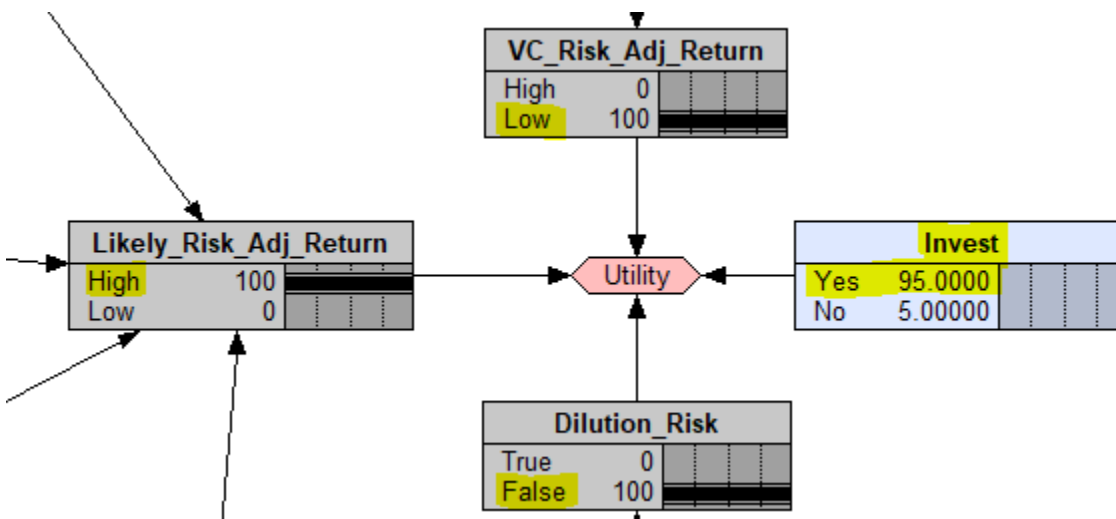 VC_Risk_Adj_Return
High 0
Low 100
Likely_Risk_Adj_Return
High 100
Low 0
Utility
Invest
Yes 95.0000
No 5.00000
Dilution_Risk
True 0
False 100